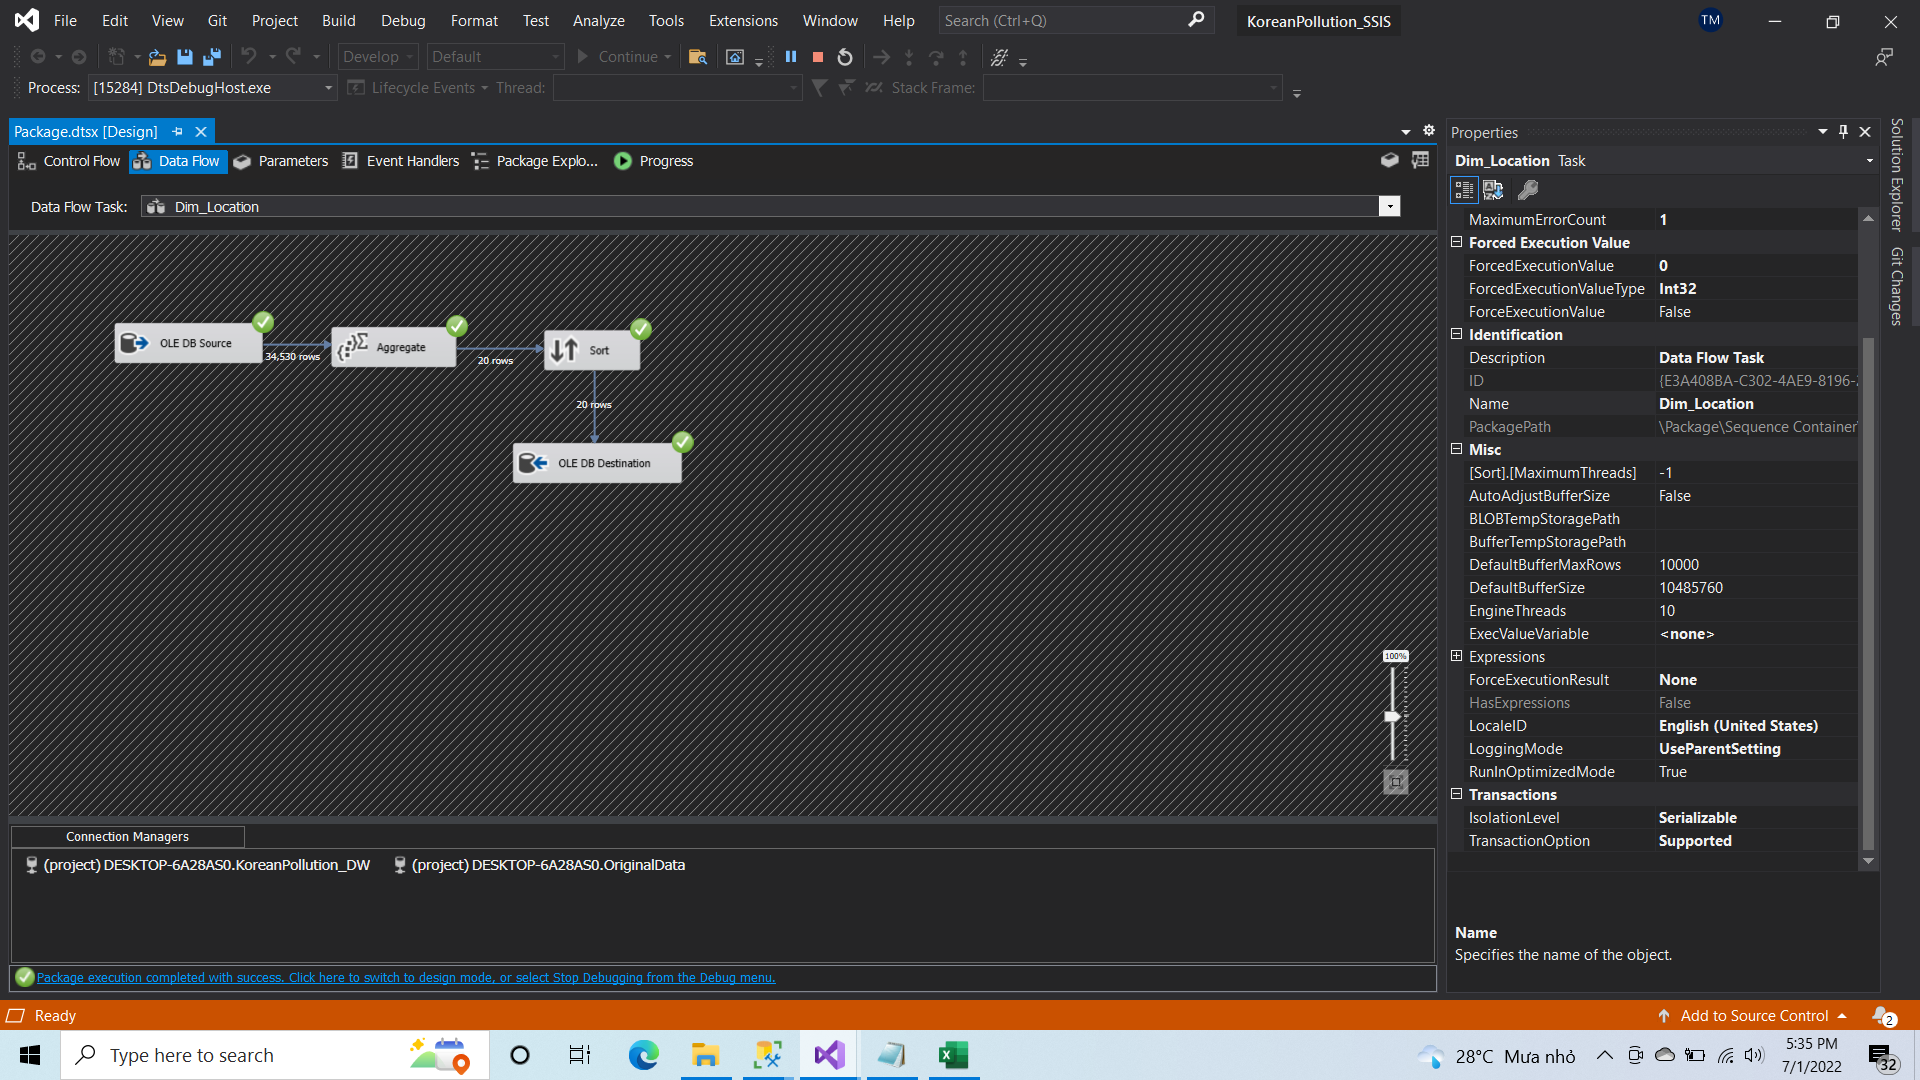 File Edit View Git Project Build Debug Format Test Analyze Tools Extensions Window Help Search (Ctrl+Q) KoreanPollution_SSIS TM
Develop Default Continue
Process: [15284] DtsDebugHost.exe Lifecycle Events Thread: Stack Frame:
Package.dtsx [Design]
Control Flow Data Flow Parameters Event Handlers Package Explo... Progress
Data Flow Task: Dim_Location
OLE DB Source
34,530 rows
Aggregate
20 rows
Sort
20 rows
OLE DB Destination
100%
Connection Managers
(project) DESKTOP-6A28AS0.KoreanPollution_DW (project) DESKTOP-6A28AS0.OriginalData
Package execution completed with success. Click here to switch to design mode, or select Stop Debugging from the Debug menu.
Properties
Dim_Location Task
MaximumErrorCount 1
Forced Execution Value
ForcedExecutionValue 0
ForcedExecutionValueType Int32
ForceExecutionValue False
Identification
Description Data Flow Task
ID {E3A408BA-C302-4AE9-8196-
Name Dim_Location
PackagePath \Package\Sequence Container
Misc
[Sort].[MaximumThreads] -1
AutoAdjustBufferSize False
BLOBTempStoragePath
BufferTempStoragePath
DefaultBufferMaxRows 10000
DefaultBufferSize 10485760
EngineThreads 10
ExecValueVariable <none>
Expressions
ForceExecutionResult None
HasExpressions False
LocaleID English (United States)
LoggingMode UseParentSetting
RunInOptimizedMode True
Transactions
IsolationLevel Serializable
TransactionOption Supported
Name
Specifies the name of the object.
Solution Explorer
Git Changes
Ready Add to Source Control 2
Type here to search 28°C Mưa nhỏ 5:35 PM
7/1/2022 32